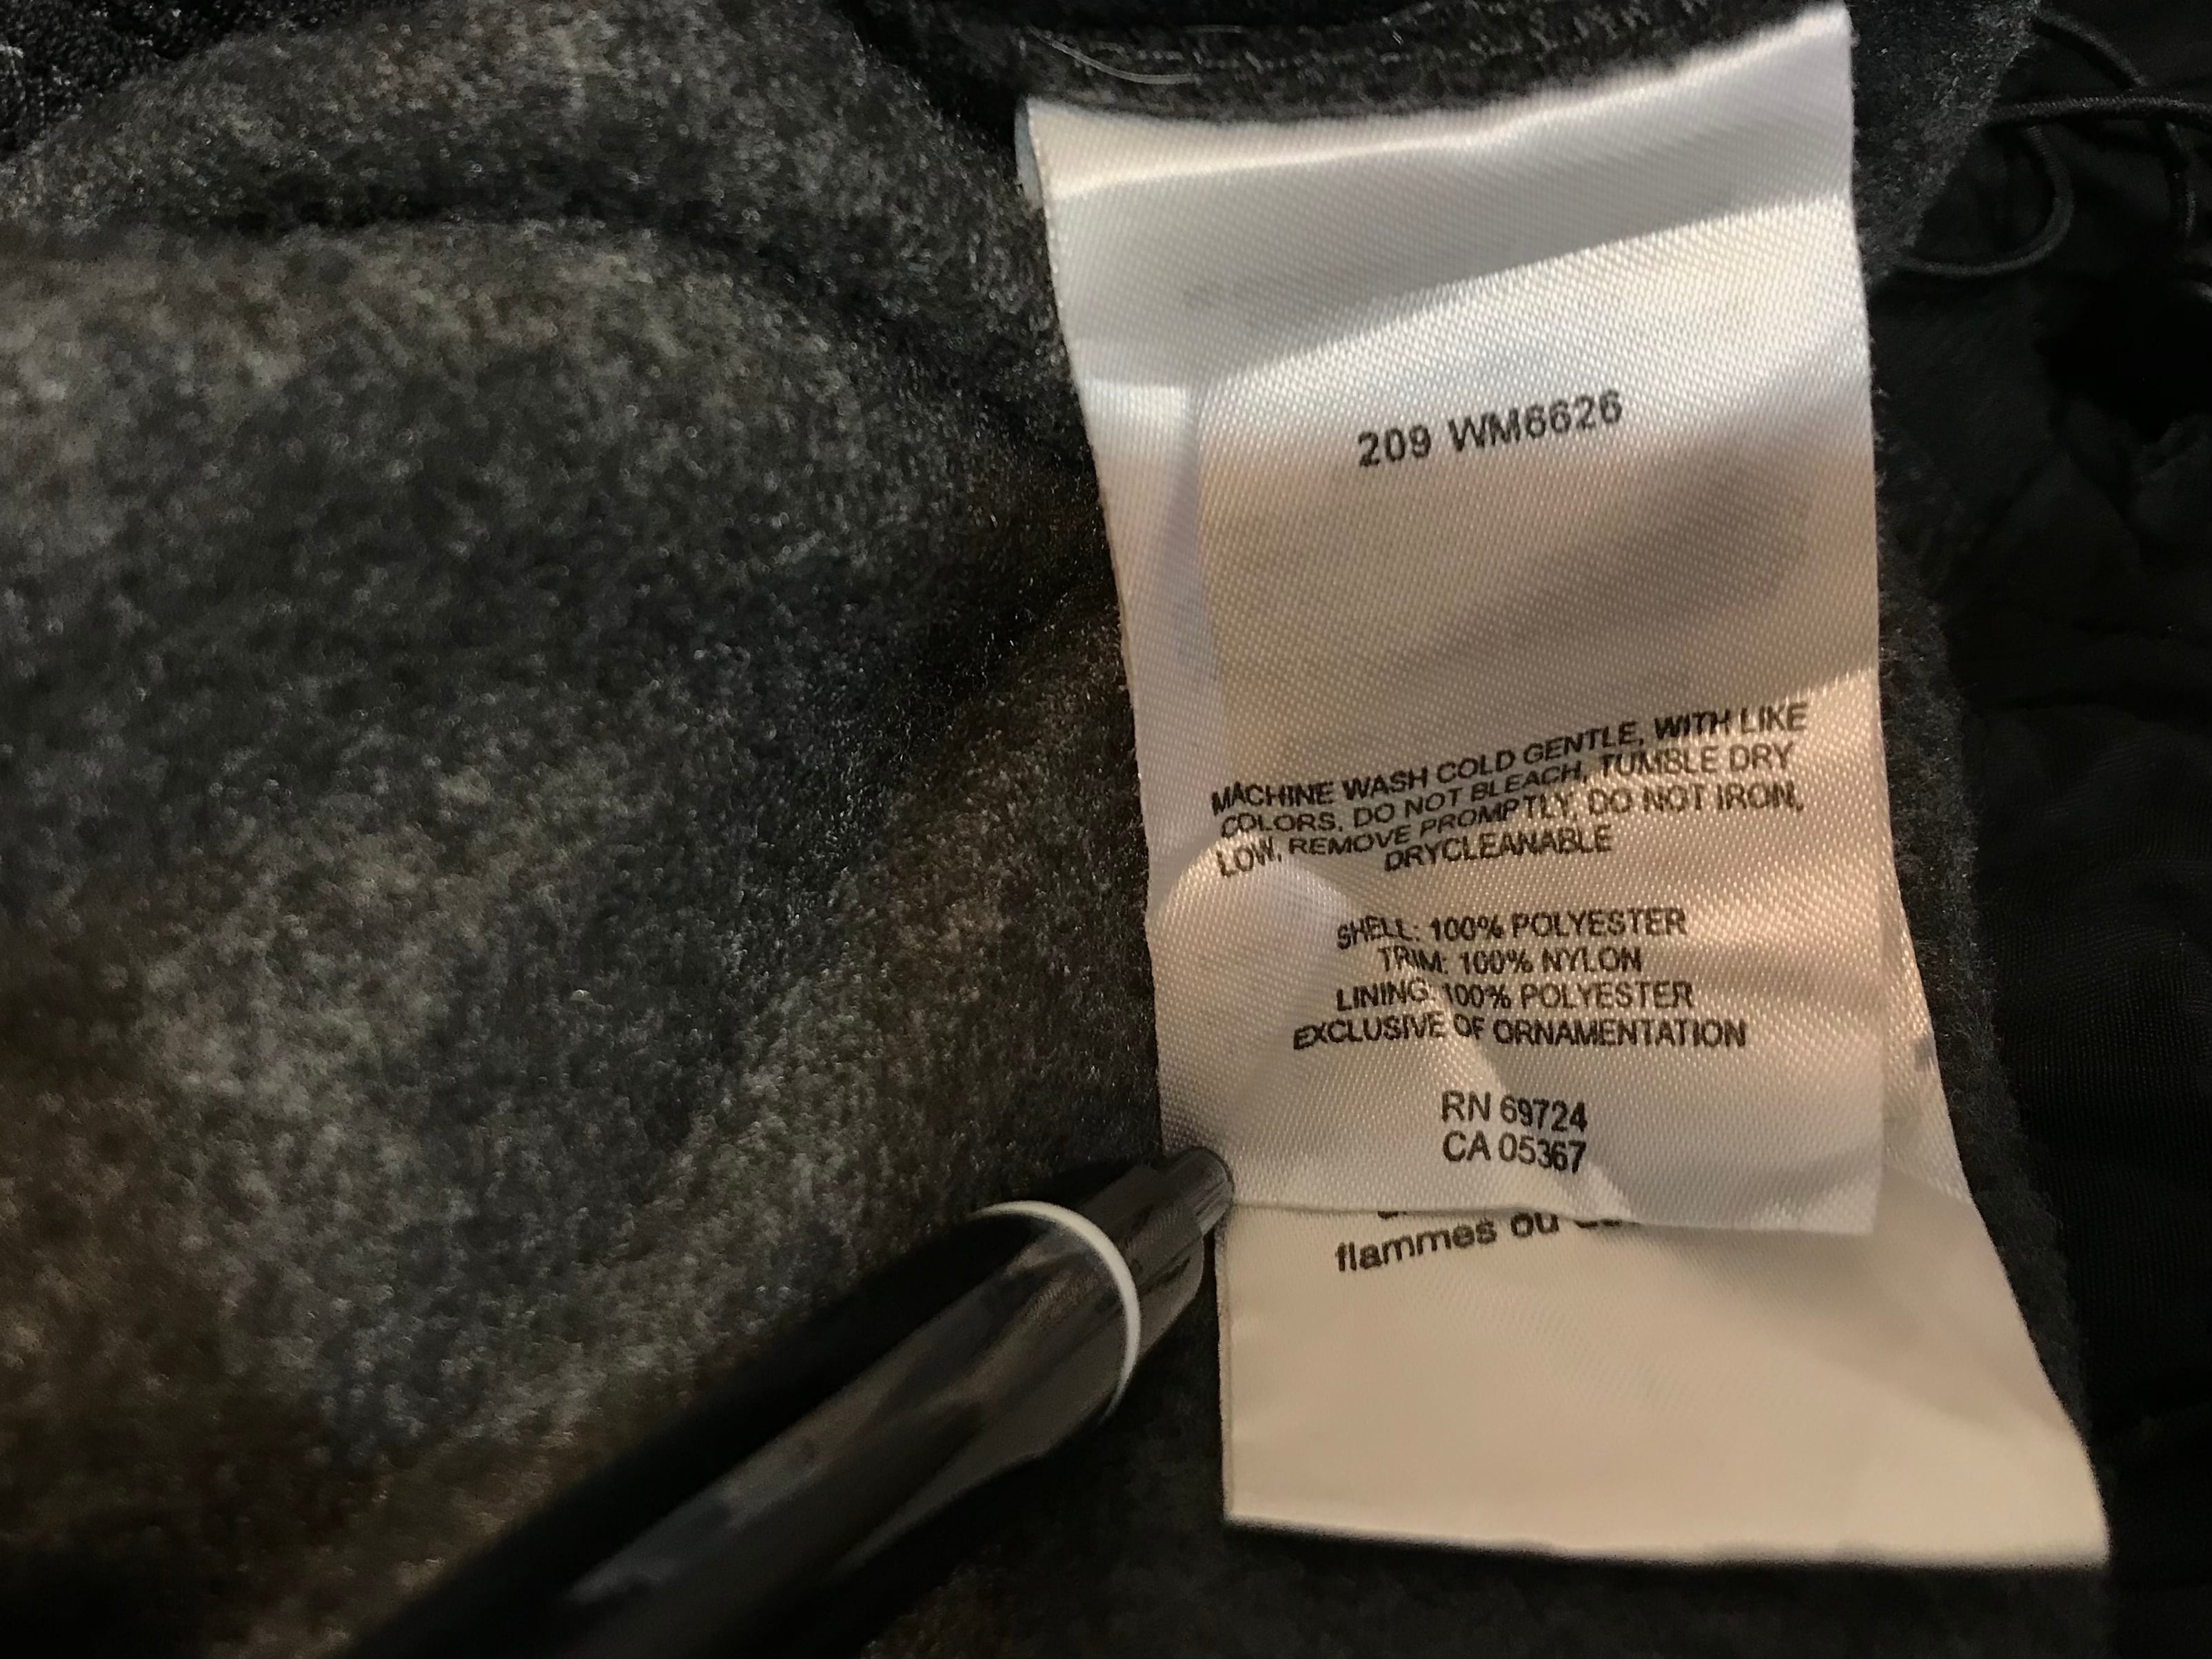 209 WM6626
MACHINE WASH COLD GENTLE, WITH LIKE
COLORS, DO NOT BLEACH, TUMBLE DRY
LOW, REMOVE PROMPTLY, DO NOT IRON,
DRYCLEANABLE
SHELL: 100% POLYESTER
TRIM: 100% NYLON
LINING: 100% POLYESTER
EXCLUSIVE OF ORNAMENTATION
RN 69724
CA 05367
flammes ou